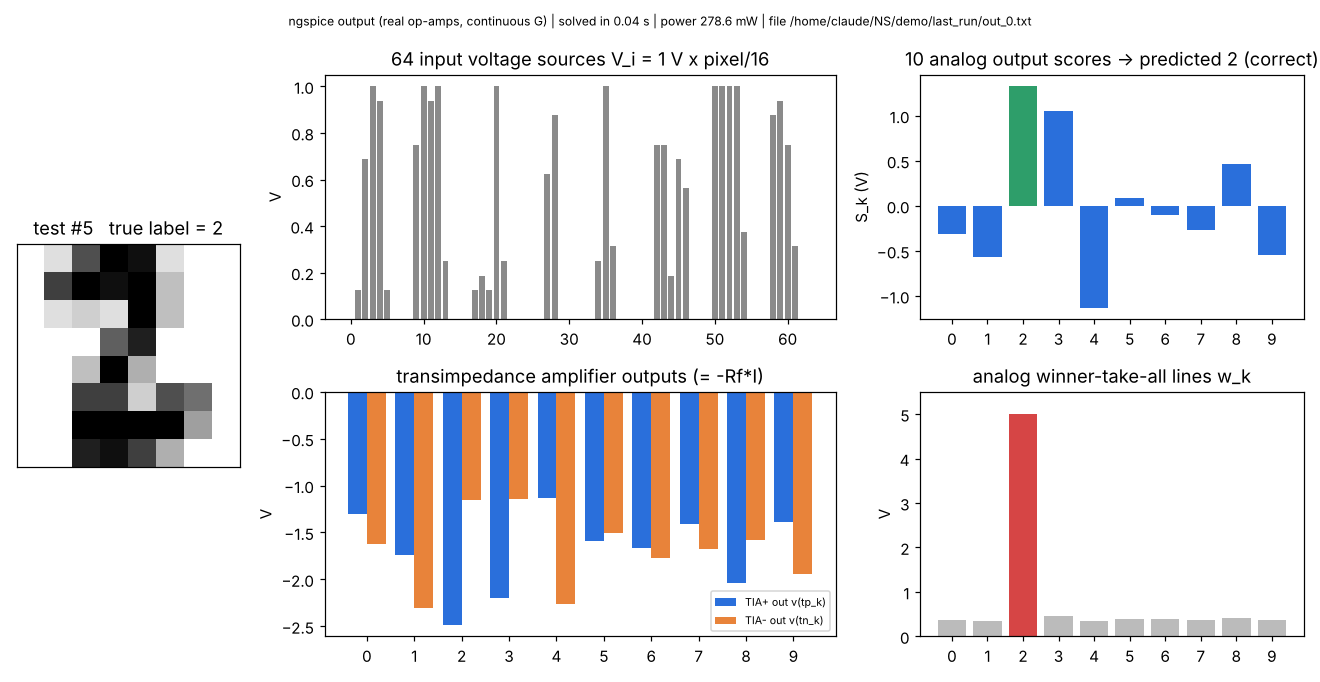 ngspice output (real op-amps, continuous G) | solved in 0.04 s | power 278.6 mW | file /home/claude/NS/demo/last_run/out_0.txt
test #5 true label = 2
64 input voltage sources V_i = 1 V x pixel/16
V
1.0
0.8
0.6
0.4
0.2
0.0
0 10 20 30 40 50 60
10 analog output scores → predicted 2 (correct)
S_k (V)
1.0
0.5
0.0
−0.5
−1.0
0 1 2 3 4 5 6 7 8 9
transimpedance amplifier outputs (= -Rf*I)
V
0.0
−0.5
−1.0
−1.5
−2.0
−2.5
TIA+ out v(tp_k)
TIA- out v(tn_k)
0 1 2 3 4 5 6 7 8 9
analog winner-take-all lines w_k
V
5
4
3
2
1
0
0 1 2 3 4 5 6 7 8 9